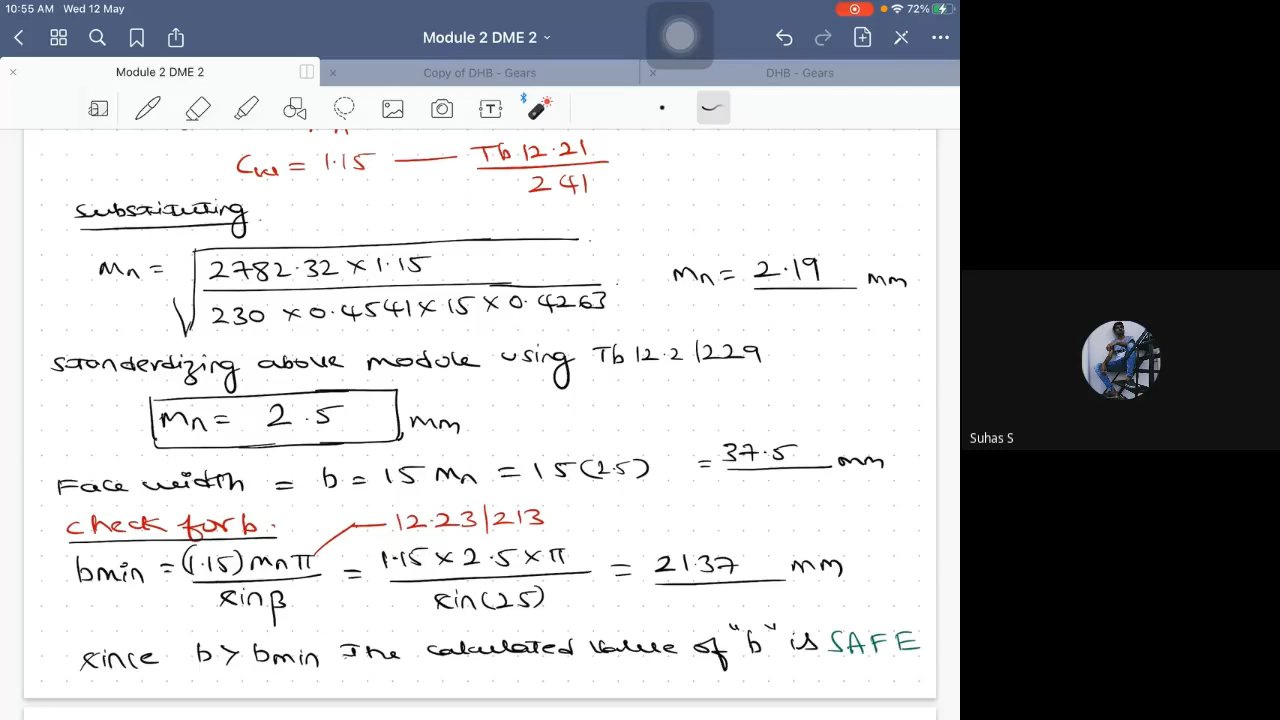 10:55 AM Wed 12 May
72%
Module 2 DME 2
Module 2 DME 2
Copy of DHB - Gears
DHB - Gears
= 1.15 — Tb 12.21
241
substituting
Mn = √ 2782.32 × 1.15
230 × 0.4541 × 15 × 0.4263
Mn = 2.19 mm
Stonderdizing above module using Tb 12.2 / 229
Mn = 2.5 mm
Face width = b = 15 Mn = 15(2.5) = 37.5 mm
check for b.
12.23/213
bmin = (1.15) Mn π = 1.15 × 2.5 × π = 21.37 mm
sinβ sin(25)
since b > bmin The calculated value of "b" is SAFE
Suhas S